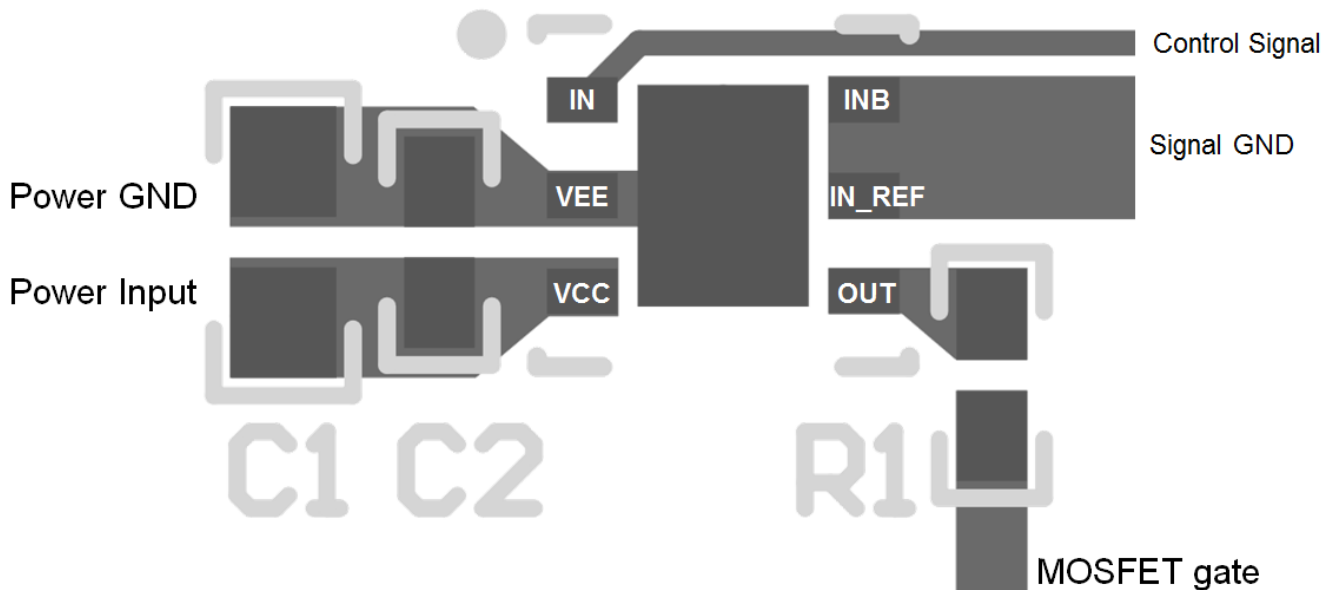 Control Signal
IN
INB
Signal GND
Power GND
VEE
IN_REF
Power Input
VCC
OUT
C1
C2
R1
MOSFET gate